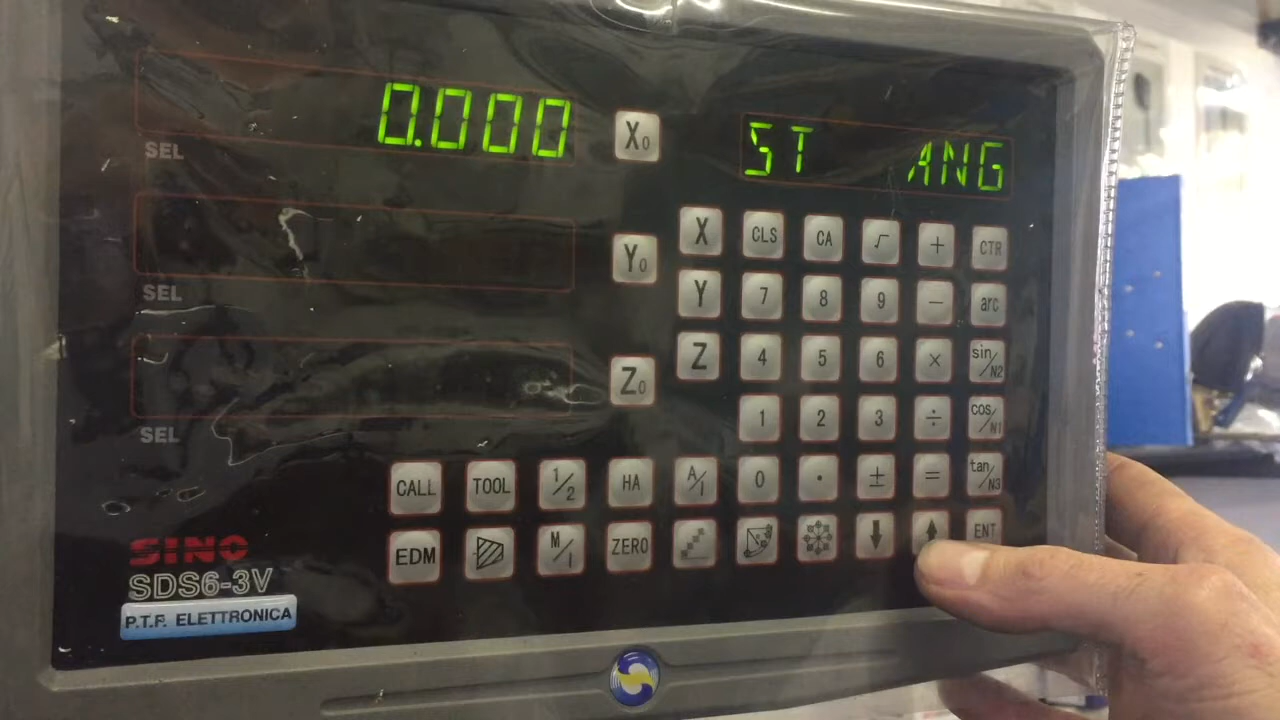 0.000
X0
ST ANG
SEL
X CLS CA √ + CTR
Y0
Y 7 8 9 − arc
SEL
Z 4 5 6 × sin/N2
Z0
1 2 3 ÷ cos/N1
SEL
CALL TOOL 1/2 HA A/I 0 . ± = tan/N3
EDM M/I ZERO ENT
SINO
SDS6-3V
P.T.F. ELETTRONICA